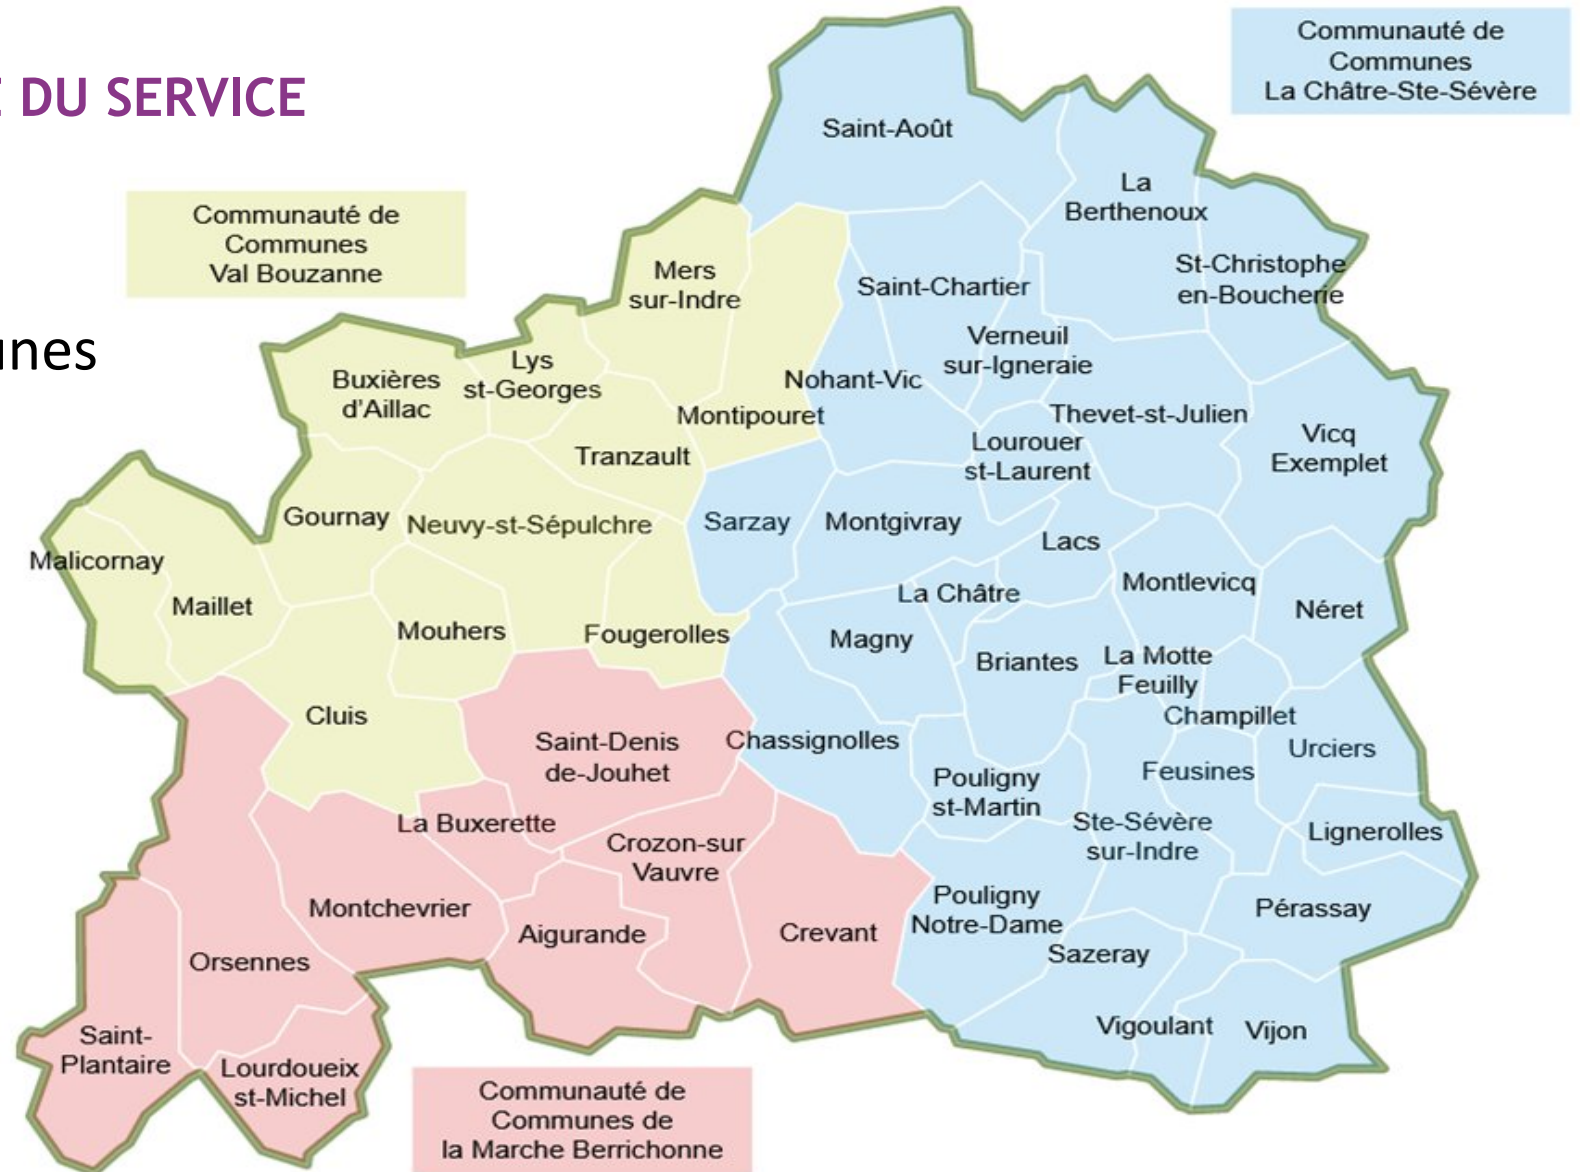 E DU SERVICE
unes
Communauté de
Communes
La Châtre-Ste-Sévère
Communauté de
Communes
Val Bouzanne
Saint-Août
La
Berthenoux
St-Christophe
en-Boucherie
Mers
sur-Indre
Saint-Chartier
Verneuil
sur-Igneraie
Lys
st-Georges
Buxières
d'Aillac
Nohant-Vic
Montipouret
Thevet-st-Julien
Vicq
Exemplet
Lourouer
st-Laurent
Tranzault
Gournay
Neuvy-st-Sépulchre
Sarzay
Montgivray
Lacs
Malicornay
Maillet
La Châtre
Montlevicq
Néret
Mouhers
Fougerolles
Magny
Briantes
La Motte
Feuilly
Cluis
Champillet
Saint-Denis
de-Jouhet
Chassignolles
Urciers
Pouligny
st-Martin
Feusines
La Buxerette
Ste-Sévère
sur-Indre
Lignerolles
Crozon-sur
Vauvre
Montchevrier
Pouligny
Notre-Dame
Pérassay
Aigurande
Crevant
Orsennes
Sazeray
Saint-
Plantaire
Vigoulant
Vijon
Lourdoueix
st-Michel
Communauté de
Communes de
la Marche Berrichonne